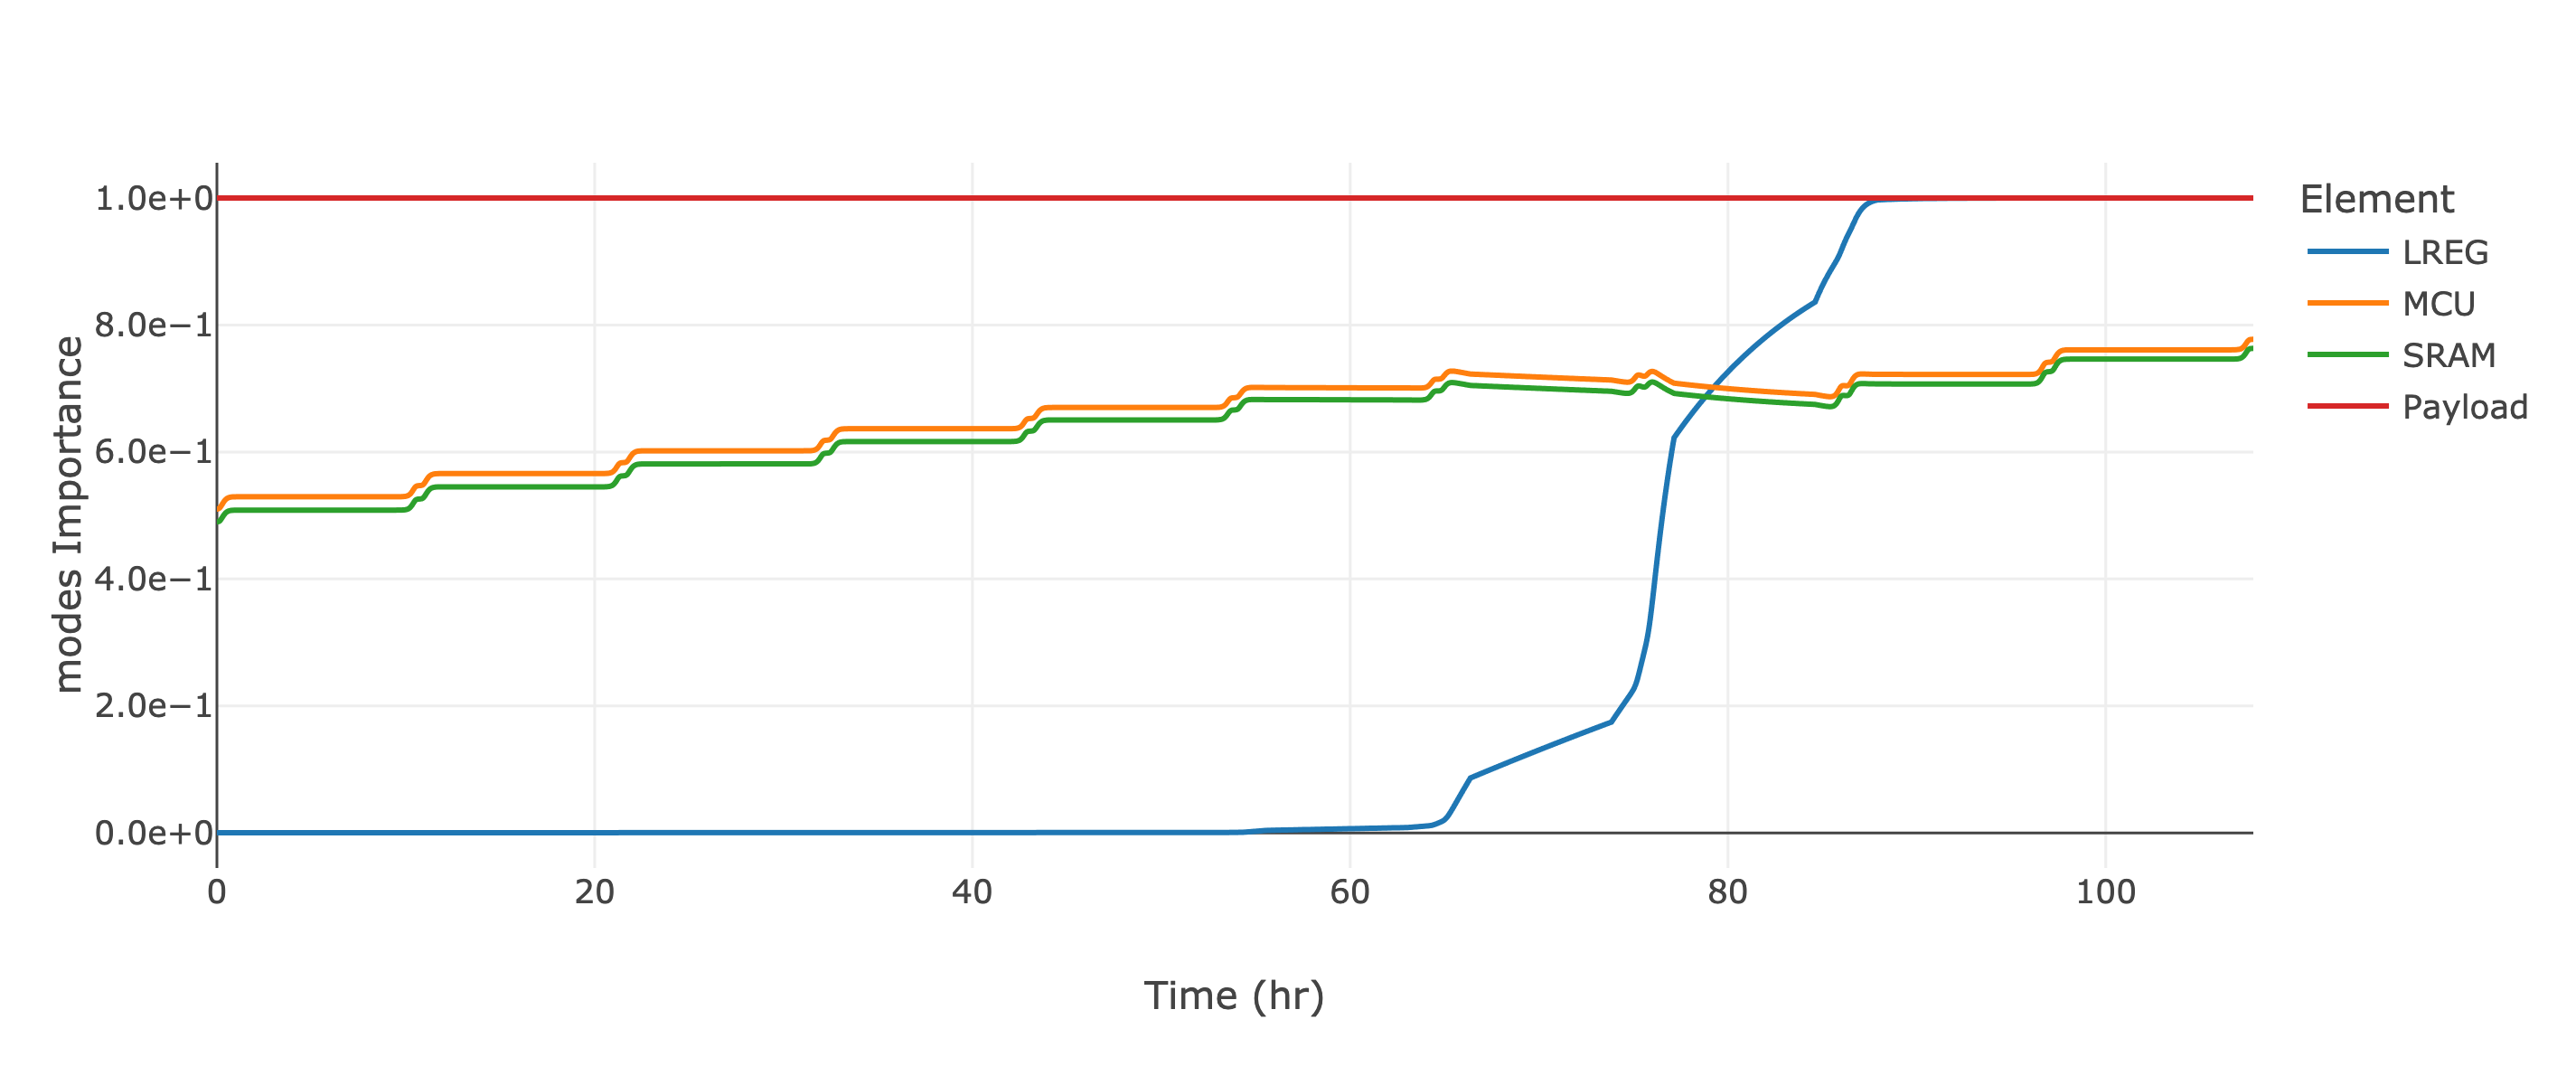 modes Importance
1.0e+0
8.0e−1
6.0e−1
4.0e−1
2.0e−1
0.0e+0
0 20 40 60 80 100
Time (hr)
Element
LREG
MCU
SRAM
Payload